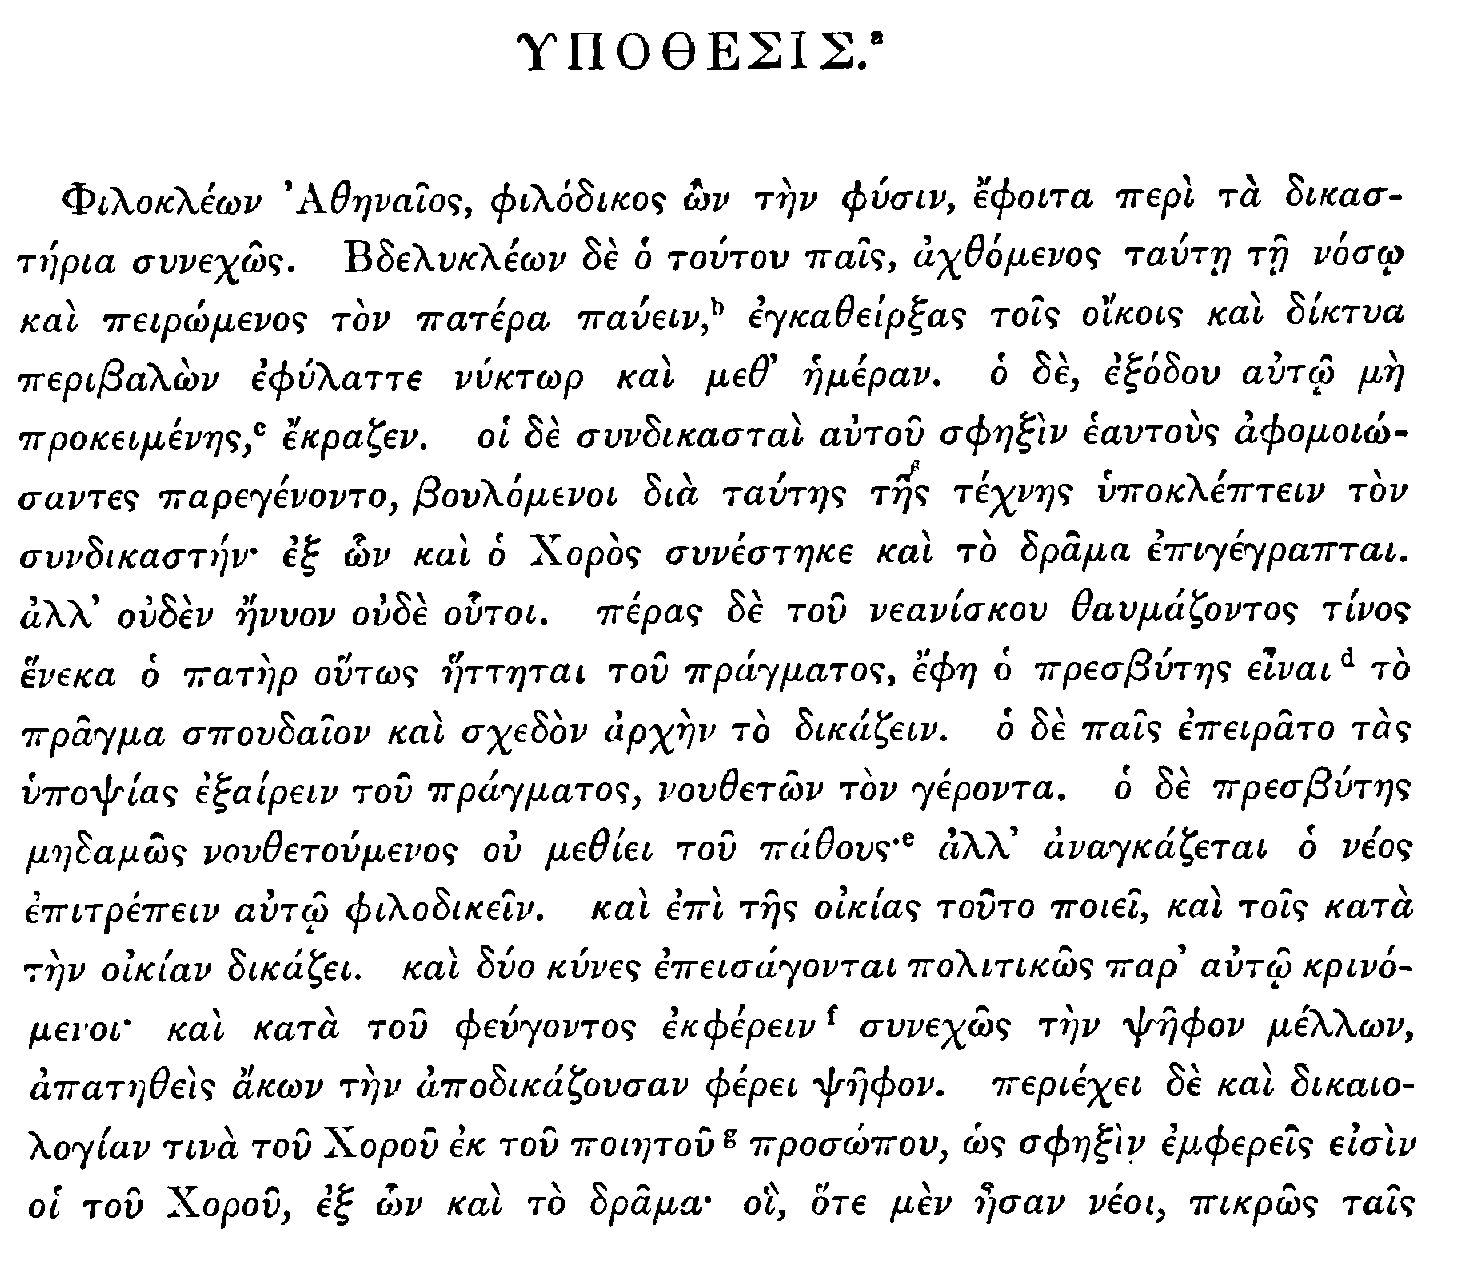 ΥΠΟΘΕΣΙΣ.ᵃ
Φιλοκλέων Ἀθηναῖος, φιλόδικος ὢν τὴν φύσιν, ἔφοιτα περὶ τὰ δικασ-
τήρια συνεχῶς. Βδελυκλέων δὲ ὁ τούτου παῖς, ἀχθόμενος ταύτῃ τῇ νόσῳ
καὶ πειρώμενος τὸν πατέρα παύειν,ᵇ ἐγκαθείρξας τοῖς οἴκοις καὶ δίκτυα
περιβαλὼν ἐφύλαττε νύκτωρ καὶ μεθ’ ἡμέραν. ὁ δὲ, ἐξόδου αὐτῷ μὴ
προκειμένης,ᶜ ἔκραζεν. οἱ δὲ συνδικασταὶ αὐτοῦ σφηξὶν ἑαυτοὺς ἀφομοιώ-
σαντες παρεγένοντο, βουλόμενοι διὰ ταύτης τῆς τέχνης ὑποκλέπτειν τὸν
συνδικαστήν· ἐξ ὧν καὶ ὁ Χορὸς συνέστηκε καὶ τὸ δρᾶμα ἐπιγέγραπται.
ἀλλ’ οὐδὲν ἤνυον οὐδὲ οὗτοι. πέρας δὲ τοῦ νεανίσκου θαυμάζοντος τίνος
ἕνεκα ὁ πατὴρ οὕτως ἥττηται τοῦ πράγματος, ἔφη ὁ πρεσβύτης εἶναιᵈ τὸ
πρᾶγμα σπουδαῖον καὶ σχεδὸν ἀρχὴν τὸ δικάζειν. ὁ δὲ παῖς ἐπειρᾶτο τὰς
ὑποψίας ἐξαίρειν τοῦ πράγματος, νουθετῶν τὸν γέροντα. ὁ δὲ πρεσβύτης
μηδαμῶς νουθετούμενος οὐ μεθίει τοῦ πάθους·ᵉ ἀλλ’ ἀναγκάζεται ὁ νέος
ἐπιτρέπειν αὐτῷ φιλοδικεῖν. καὶ ἐπὶ τῆς οἰκίας τοῦτο ποιεῖ, καὶ τοῖς κατὰ
τὴν οἰκίαν δικάζει. καὶ δύο κύνες ἐπεισάγονται πολιτικῶς παρ’ αὐτῷ κρινό-
μενοι· καὶ κατὰ τοῦ φεύγοντος ἐκφέρεινᶠ συνεχῶς τὴν ψῆφον μέλλων,
ἀπατηθεὶς ἄκων τὴν ἀποδικάζουσαν φέρει ψῆφον. περιέχει δὲ καὶ δικαιο-
λογίαν τινὰ τοῦ Χοροῦ ἐκ τοῦ ποιητοῦᵍ προσώπου, ὡς σφηξὶν ἐμφερεῖς εἰσὶν
οἱ τοῦ Χοροῦ, ἐξ ὧν καὶ τὸ δρᾶμα· οἳ, ὅτε μὲν ἦσαν νέοι, πικρῶς ταῖς